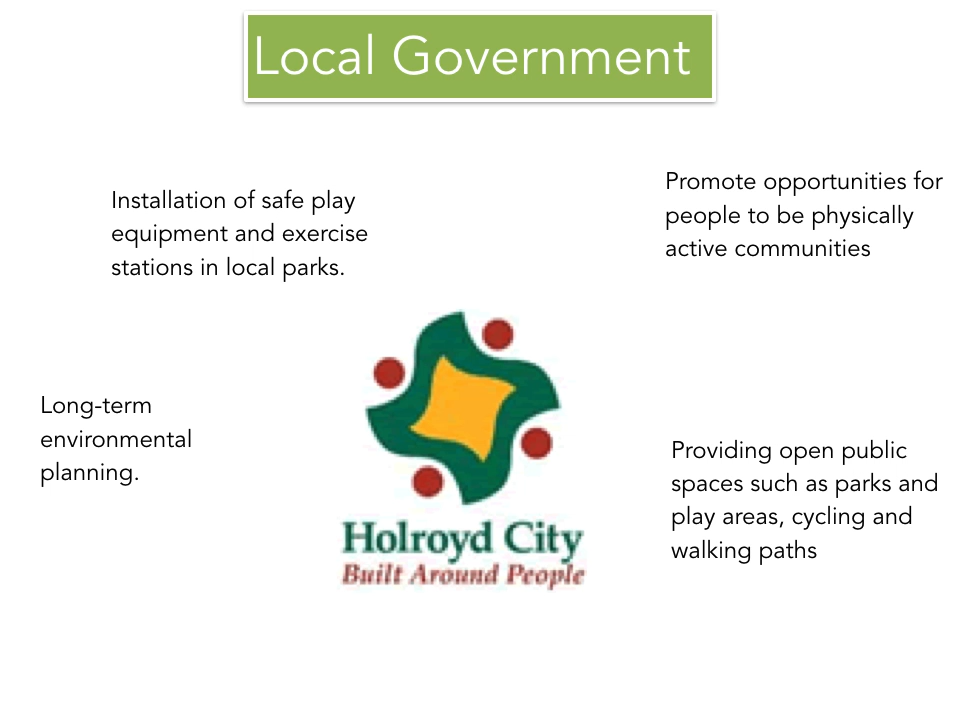 Local Government
Installation of safe play
equipment and exercise
stations in local parks.
Promote opportunities for
people to be physically
active communities
Long-term
environmental
planning.
Providing open public
spaces such as parks and
play areas, cycling and
walking paths
Holroyd City
Built Around People